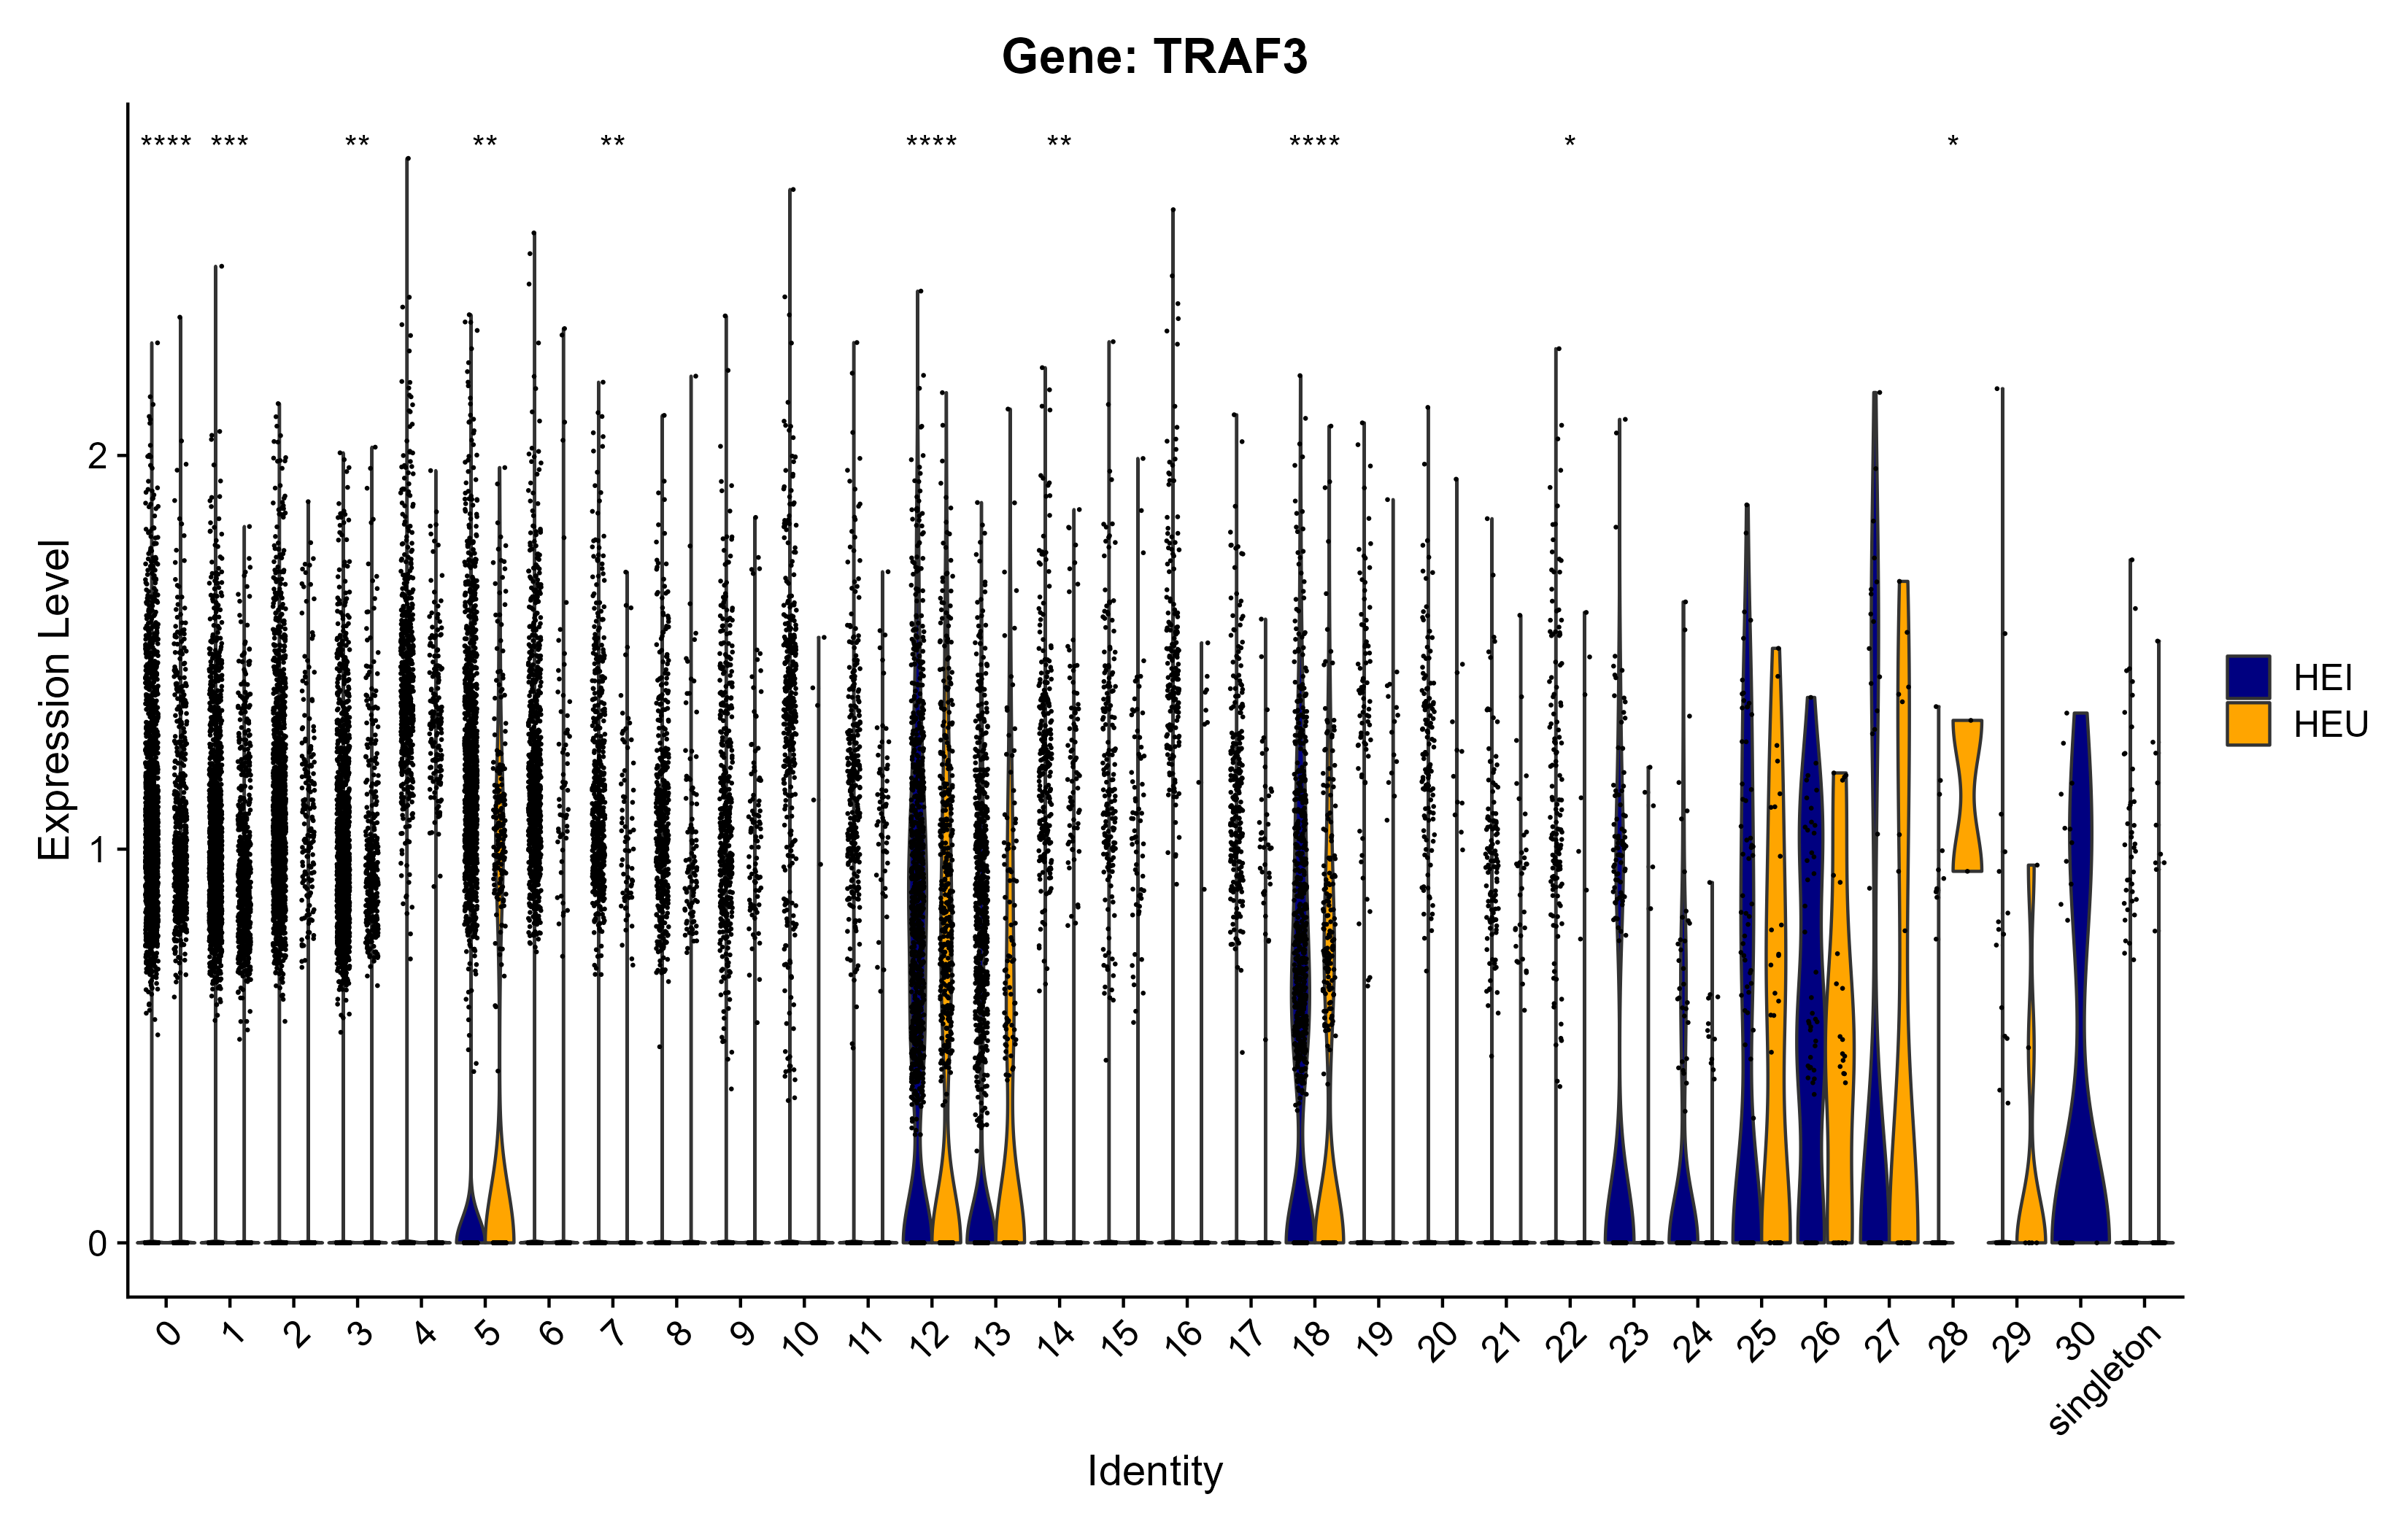 Gene: TRAF3
**** *** ** ** ** **** ** **** * *
Expression Level
2
1
0
HEI
HEU
0 1 2 3 4 5 6 7 8 9 10 11 12 13 14 15 16 17 18 19 20 21 22 23 24 25 26 27 28 29 30 singleton
Identity